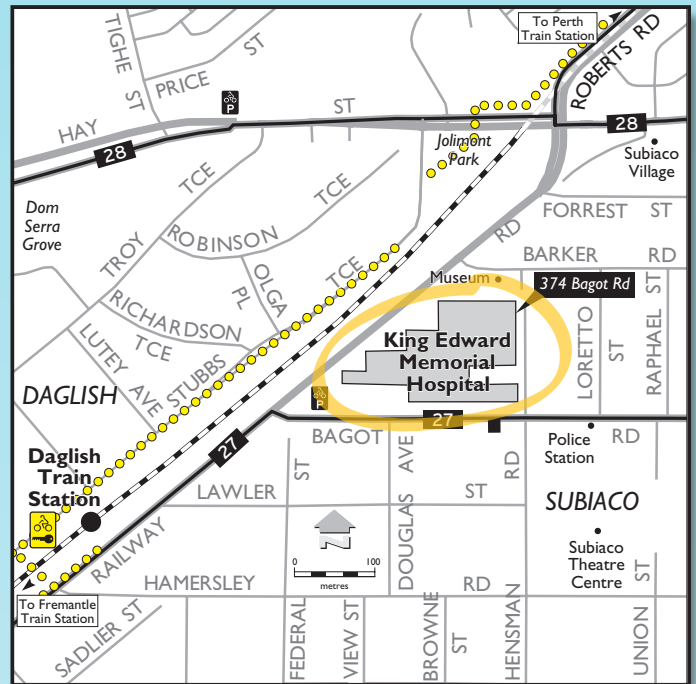 To Perth
Train Station
ROBERTS RD
TIGHE ST
PRICE ST
P
HAY ST
28
28
Jolimont
Park
Subiaco
Village
Dom
Serra
Grove
TROY TCE
ROBINSON TCE
FORREST ST
RD
BARKER RD
OLGA PL
TCE
Museum
374 Bagot Rd
RICHARDSON TCE
King Edward
Memorial
Hospital
LORETTO ST
RAPHAEL ST
LUTEY AVE
STUBBS
DAGLISH
P
27
27
BAGOT RD
Police
Station
Daglish
Train
Station
ST
DOUGLAS AVE
RD
LAWLER ST
SUBIACO
RAILWAY
N
0 100
metres
Subiaco
Theatre
Centre
HAMERSLEY RD
To Fremantle
Train Station
SADLIER ST
FEDERAL
VIEW ST
BROWNE ST
HENSMAN
UNION ST